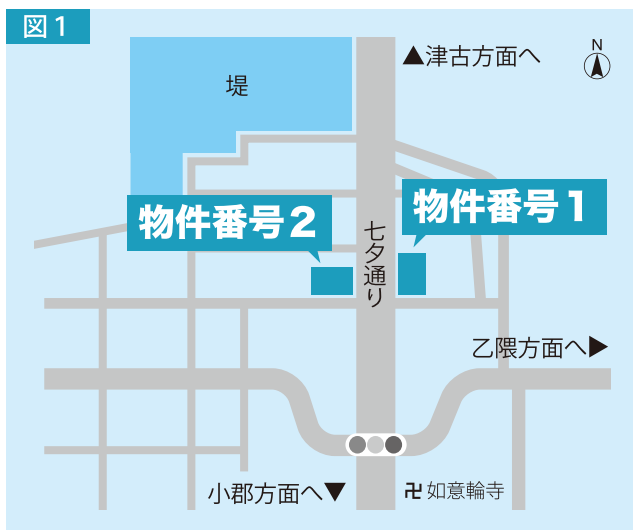 図1
▲津古方面へ
N
堤
物件番号1
物件番号2
七夕通り
乙隈方面へ▶
小郡方面へ▼
卍如意輪寺